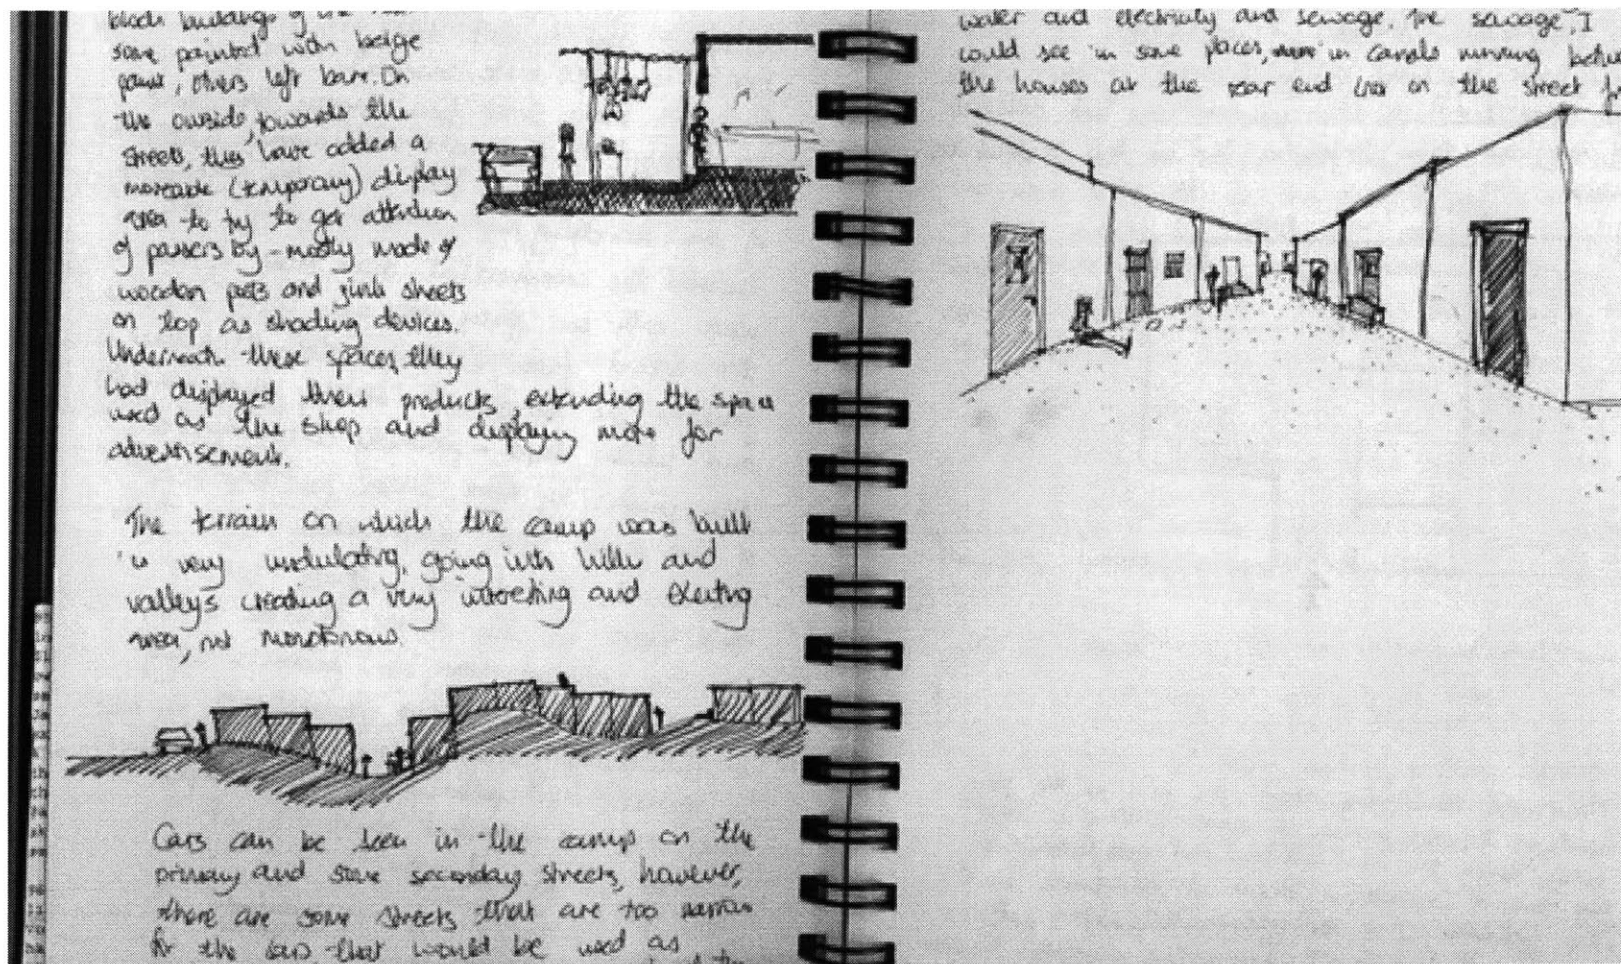 block buildings of the
some painted with beige
paint, others left bare. On
the outside, towards the
streets, they have added a
moveable (temporary) display
area to try to get attention
of passers by - mostly made of
wooden posts and zink sheets
on top as shading devices.
Underneath these spaces, they
had displayed their products, extending the space
used as the shop and displaying more for
advertisement.
The terrain on which the camp was built
is very undulating, going with hills and
valleys creating a very interesting and exciting
area, not monotonous.
Cars can be seen in the camp on the
primary and some secondary streets, however,
there are some streets that are too narrow
for the cars that would be used as
water and electricity and sewage. The sewage, I
could see in some places, in canals running
the houses at the rear end on the street